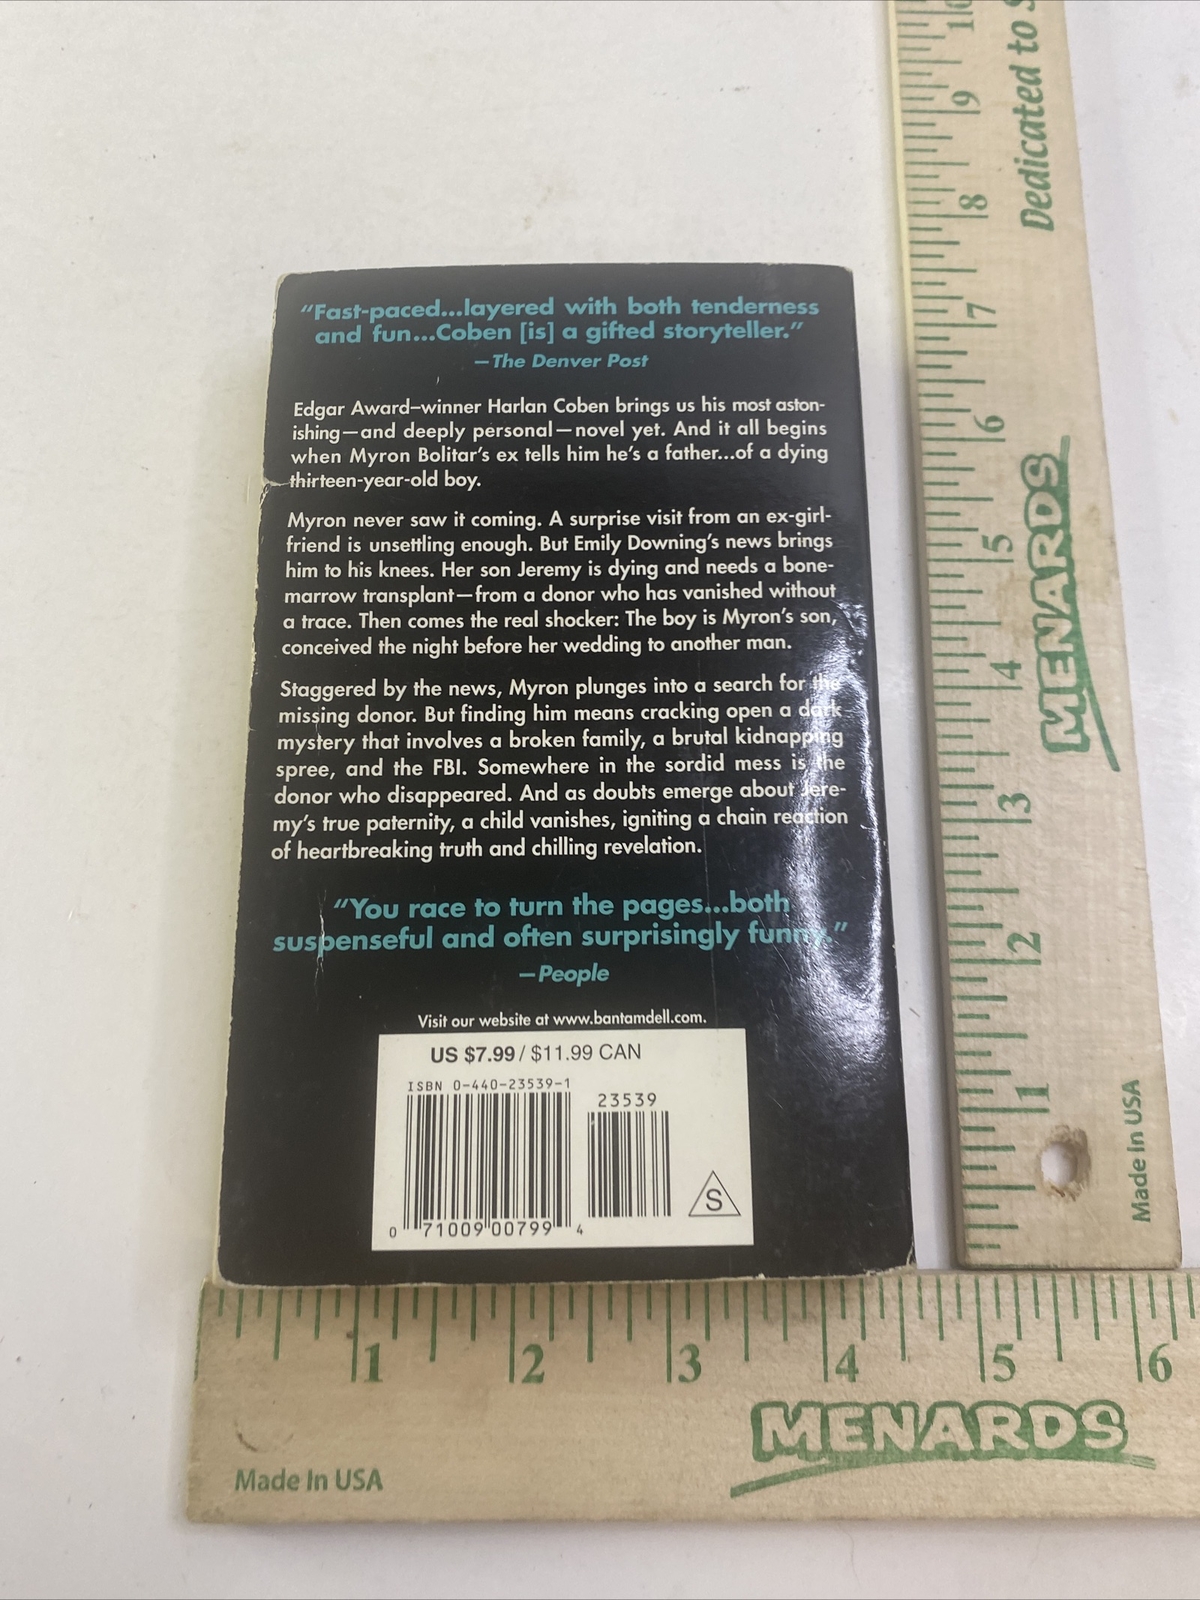 "Fast-paced...layered with both tenderness
and fun...Coben [is] a gifted storyteller."
—The Denver Post
Edgar Award–winner Harlan Coben brings us his most aston-
ishing—and deeply personal—novel yet. And it all begins
when Myron Bolitar's ex tells him he's a father...of a dying
thirteen-year-old boy.
Myron never saw it coming. A surprise visit from an ex-girl-
friend is unsettling enough. But Emily Downing's news brings
him to his knees. Her son Jeremy is dying and needs a bone-
marrow transplant—from a donor who has vanished without
a trace. Then comes the real shocker: The boy is Myron's son,
conceived the night before her wedding to another man.
Staggered by the news, Myron plunges into a search for the
missing donor. But finding him means cracking open a dark
mystery that involves a broken family, a brutal kidnapping
spree, and the FBI. Somewhere in the sordid mess is the
donor who disappeared. And as doubts emerge about Jere-
my's true paternity, a child vanishes, igniting a chain reaction
of heartbreaking truth and chilling revelation.
"You race to turn the pages...both
suspenseful and often surprisingly funny."
—People
Visit our website at www.bantamdell.com.
US $7.99 / $11.99 CAN
ISBN 0-440-23539-1
23539
0 71009 00799 4
S
1 2 3 4 5 6
MENARDS
Made In USA
1 2 3 4 5 6 7 8 9 10
Made In USA
MENARDS
Dedicated to S